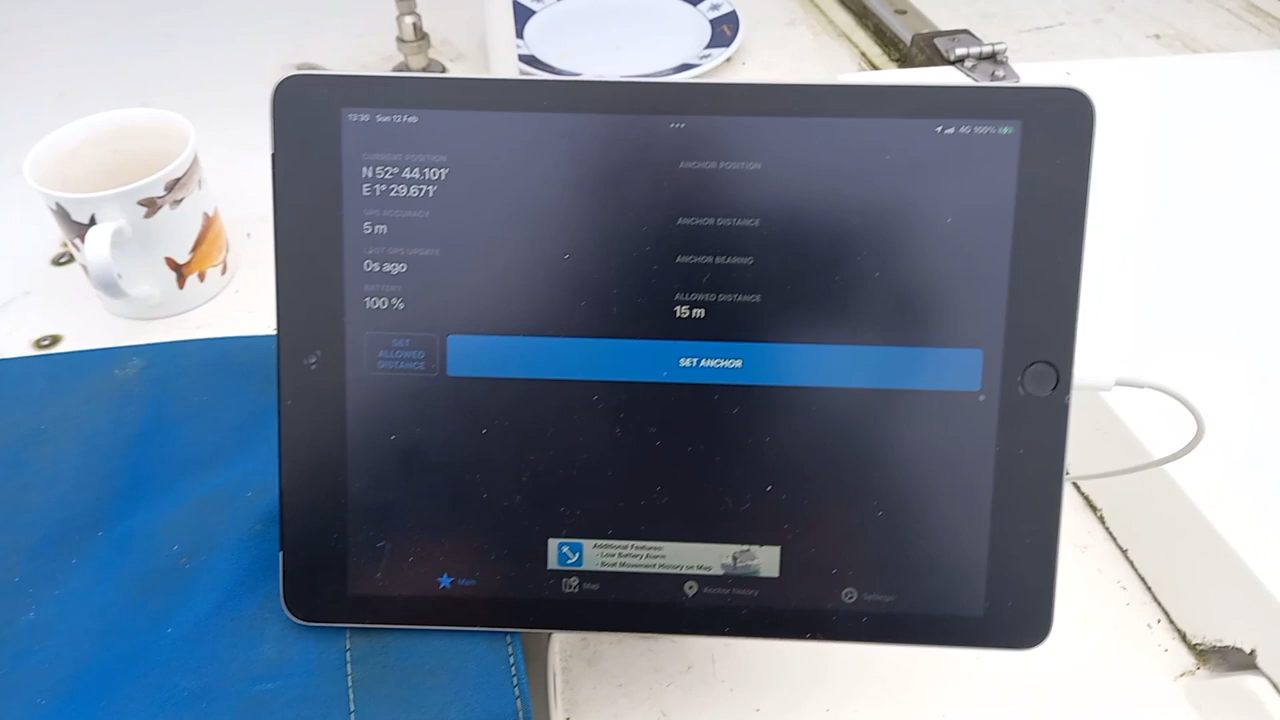 13:30 Sun 12 Feb
4G 100%
CURRENT POSITION
N 52° 44.101'
E 1° 29.671'
GPS ACCURACY
5 m
LAST GPS UPDATE
0s ago
BATTERY
100 %
ANCHOR POSITION
ANCHOR DISTANCE
ANCHOR BEARING
ALLOWED DISTANCE
15 m
SET
ALLOWED
DISTANCE
SET ANCHOR
Additional Features:
- Low Battery Alarm
- Boat Movement History on Map
Main
Map
Anchor history
Settings